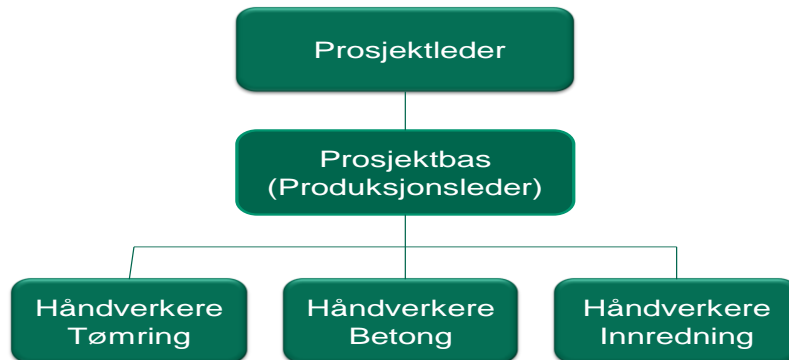 Prosjektleder
Prosjektbas
(Produksjonsleder)
Håndverkere
Tømring
Håndverkere
Betong
Håndverkere
Innredning